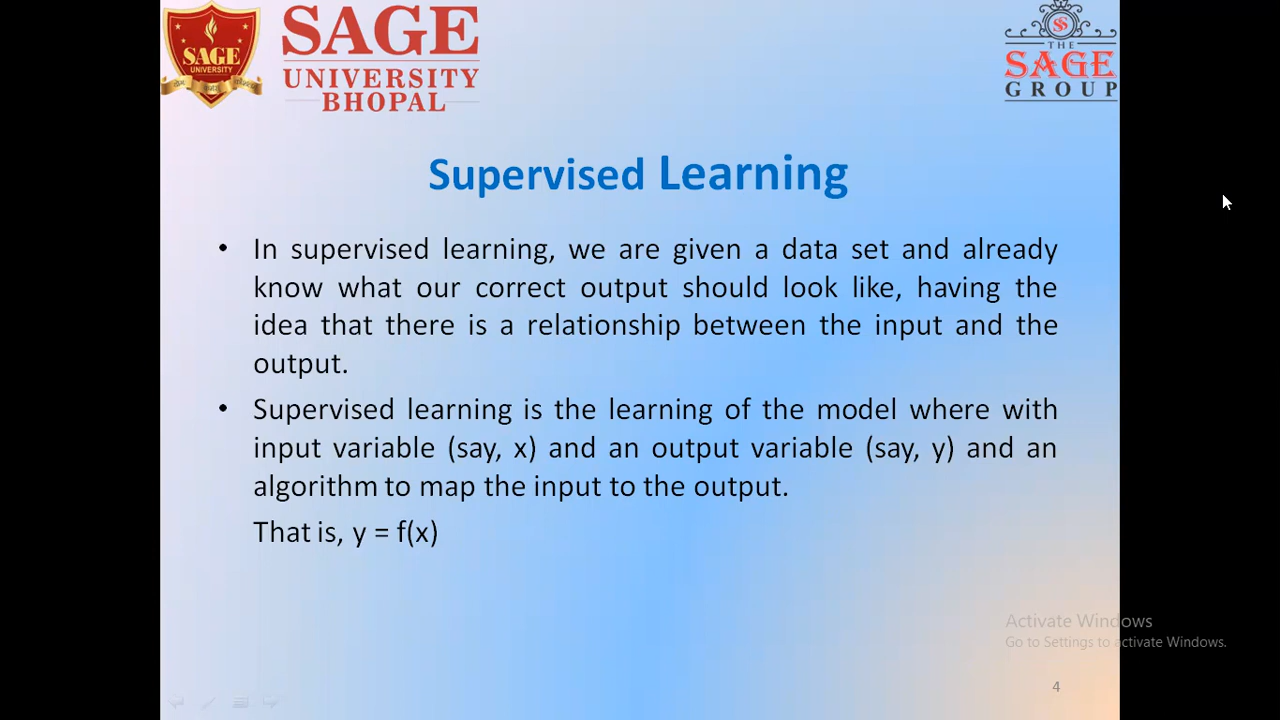 SAGE
UNIVERSITY
SAGE
UNIVERSITY
BHOPAL
THE
SAGE
GROUP
Supervised Learning
• In supervised learning, we are given a data set and already
know what our correct output should look like, having the
idea that there is a relationship between the input and the
output.
• Supervised learning is the learning of the model where with
input variable (say, x) and an output variable (say, y) and an
algorithm to map the input to the output.
That is, y = f(x)
Activate Windows
Go to Settings to activate Windows.
4